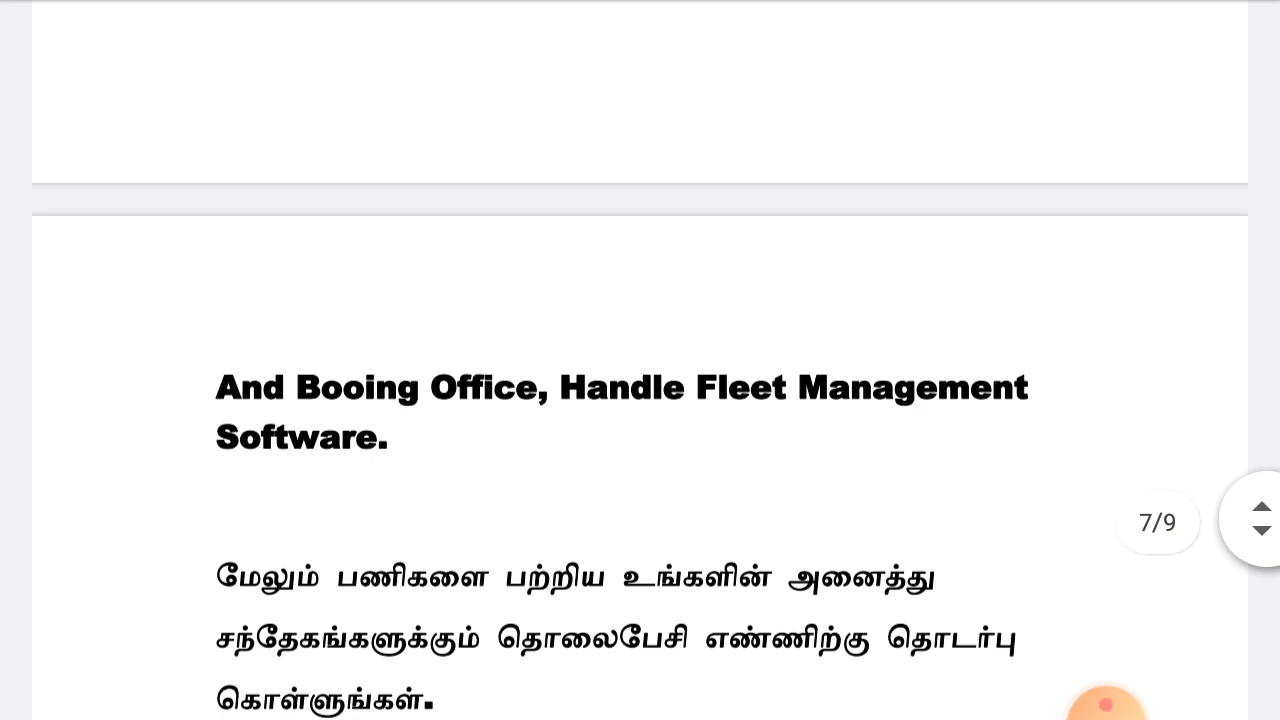 And Booing Office, Handle Fleet Management
Software.
7/9
மேலும் பணிகளை பற்றிய உங்களின் அனைத்து
சந்தேகங்களுக்கும் தொலைபேசி எண்ணிற்கு தொடர்பு
கொள்ளுங்கள்.